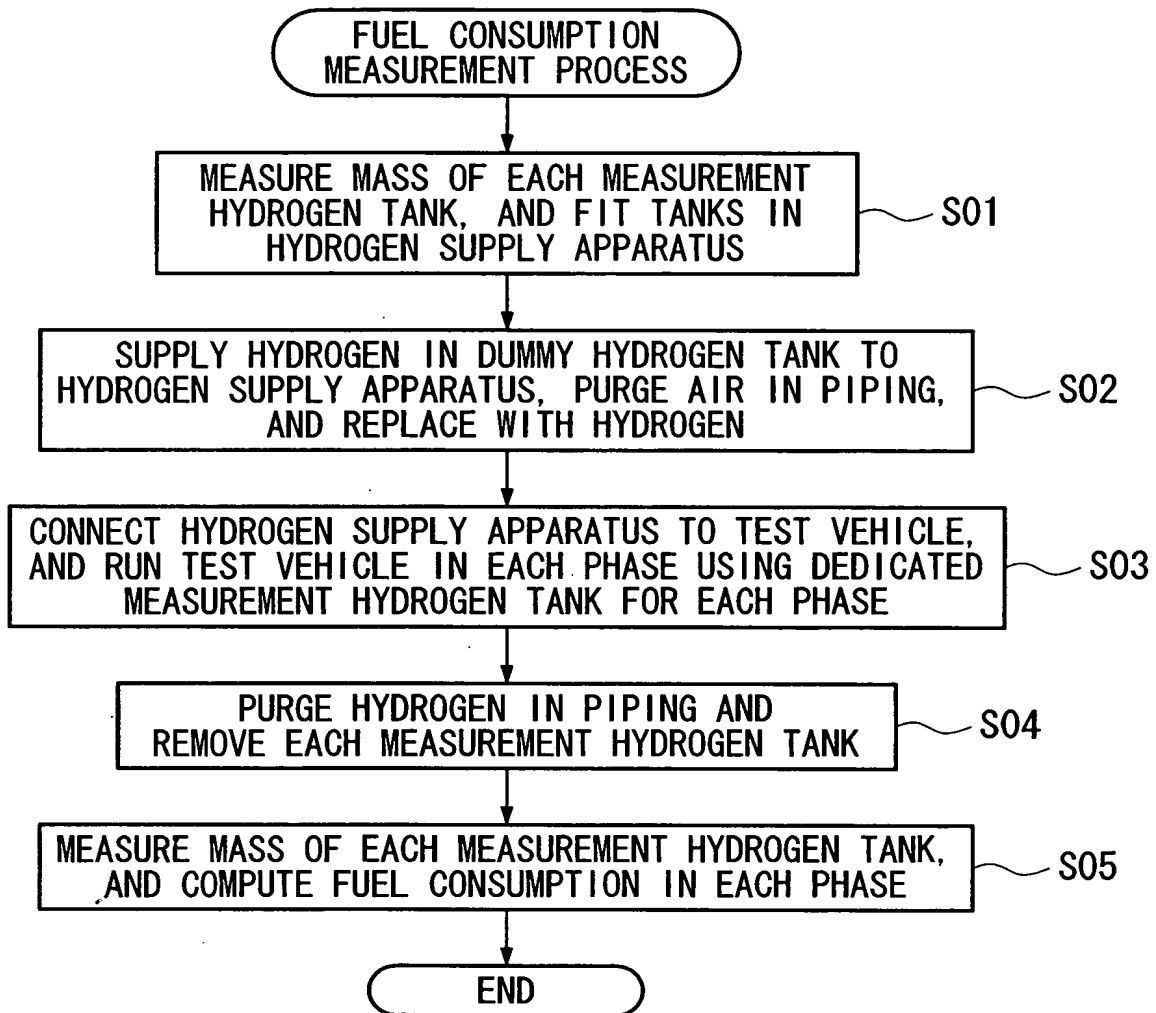 FUEL CONSUMPTION
MEASUREMENT PROCESS
MEASURE MASS OF EACH MEASUREMENT
HYDROGEN TANK, AND FIT TANKS IN
HYDROGEN SUPPLY APPARATUS
S01
SUPPLY HYDROGEN IN DUMMY HYDROGEN TANK TO
HYDROGEN SUPPLY APPARATUS, PURGE AIR IN PIPING,
AND REPLACE WITH HYDROGEN
S02
CONNECT HYDROGEN SUPPLY APPARATUS TO TEST VEHICLE,
AND RUN TEST VEHICLE IN EACH PHASE USING DEDICATED
MEASUREMENT HYDROGEN TANK FOR EACH PHASE
S03
PURGE HYDROGEN IN PIPING AND
REMOVE EACH MEASUREMENT HYDROGEN TANK
S04
MEASURE MASS OF EACH MEASUREMENT HYDROGEN TANK,
AND COMPUTE FUEL CONSUMPTION IN EACH PHASE
S05
END